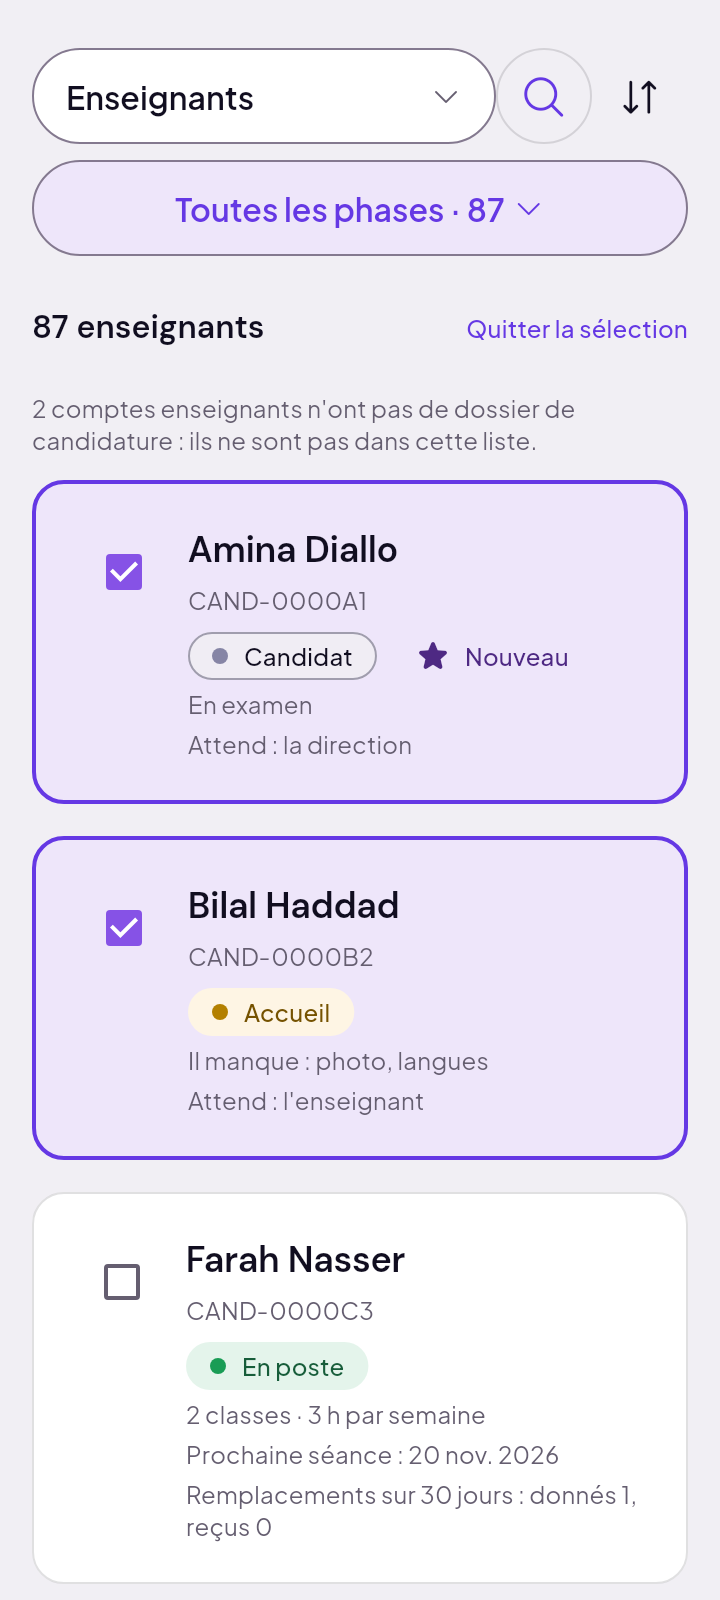 Enseignants
Toutes les phases · 87
87 enseignants
Quitter la sélection
2 comptes enseignants n'ont pas de dossier de
candidature : ils ne sont pas dans cette liste.
Amina Diallo
CAND-0000A1
Candidat
Nouveau
En examen
Attend : la direction
Bilal Haddad
CAND-0000B2
Accueil
Il manque : photo, langues
Attend : l'enseignant
Farah Nasser
CAND-0000C3
En poste
2 classes · 3 h par semaine
Prochaine séance : 20 nov. 2026
Remplacements sur 30 jours : donnés 1,
reçus 0